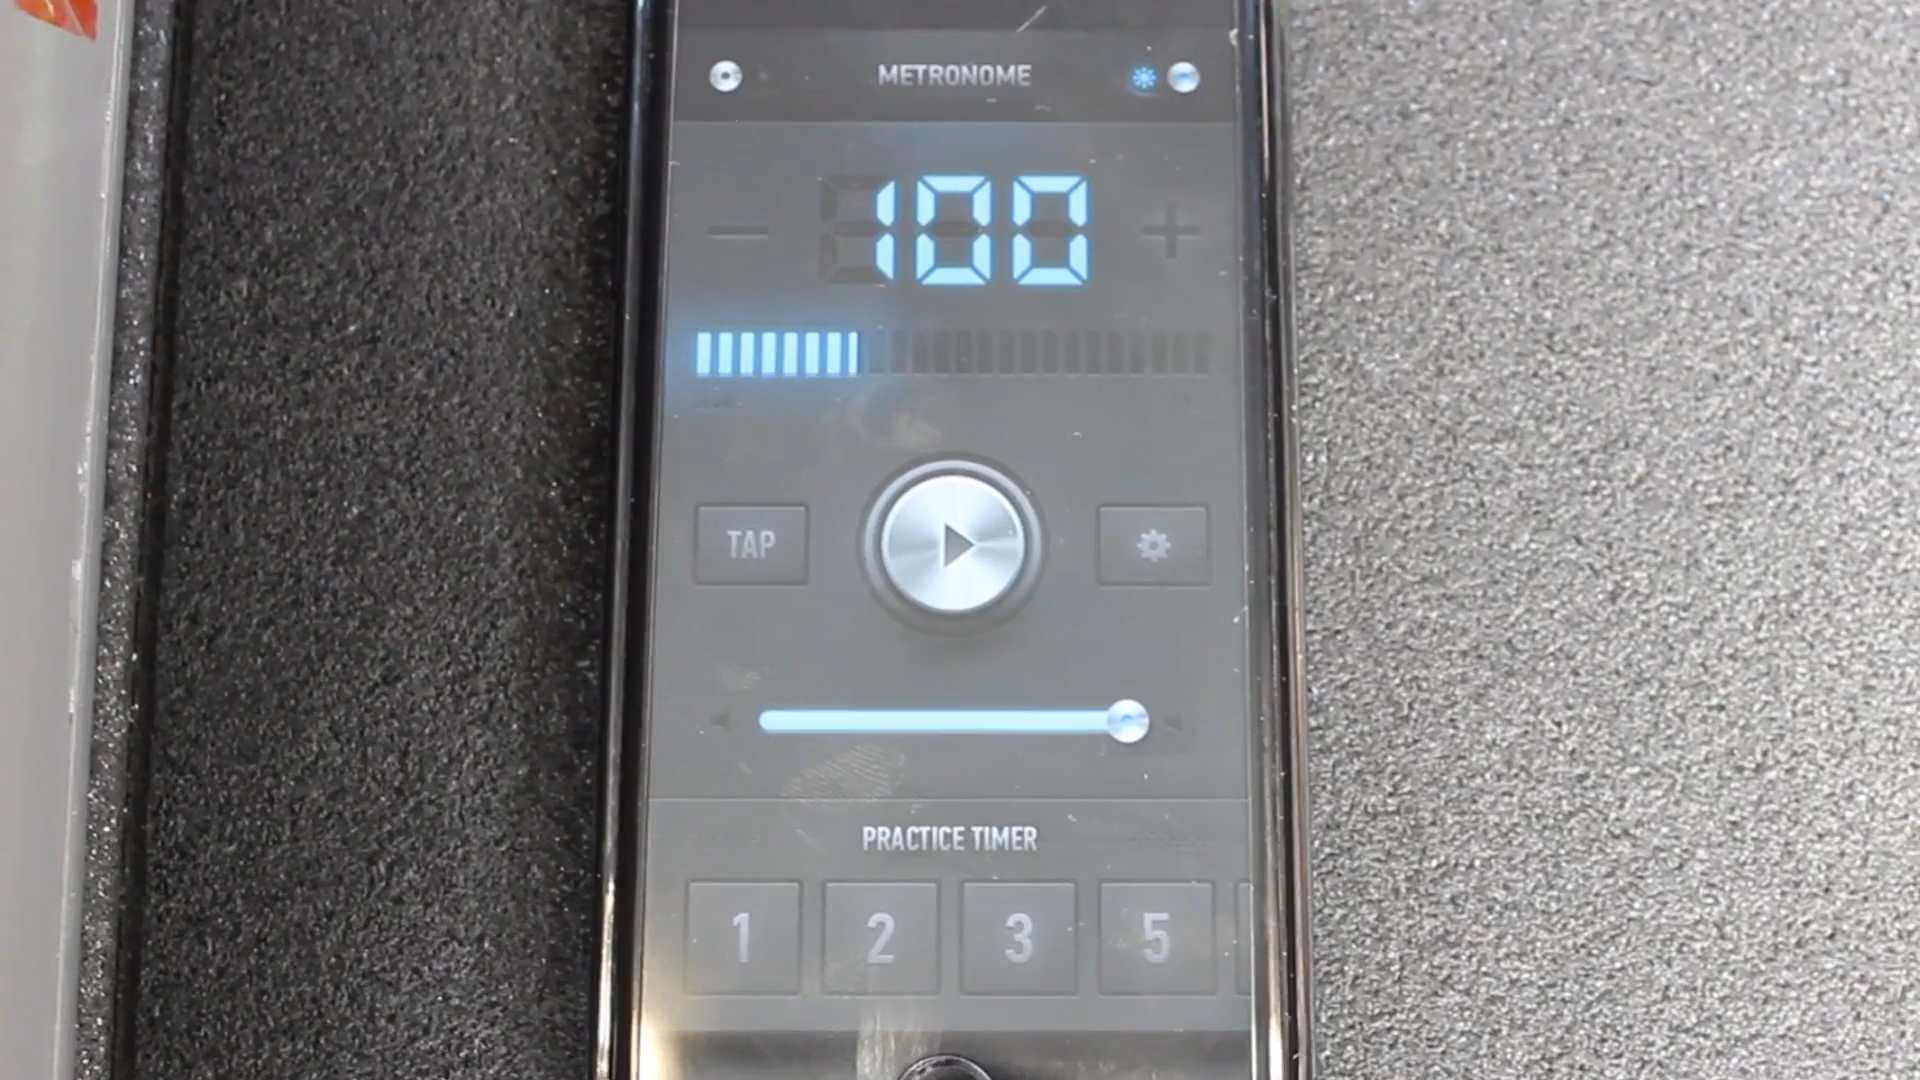 METRONOME
100
TAP
PRACTICE TIMER
1 2 3 5